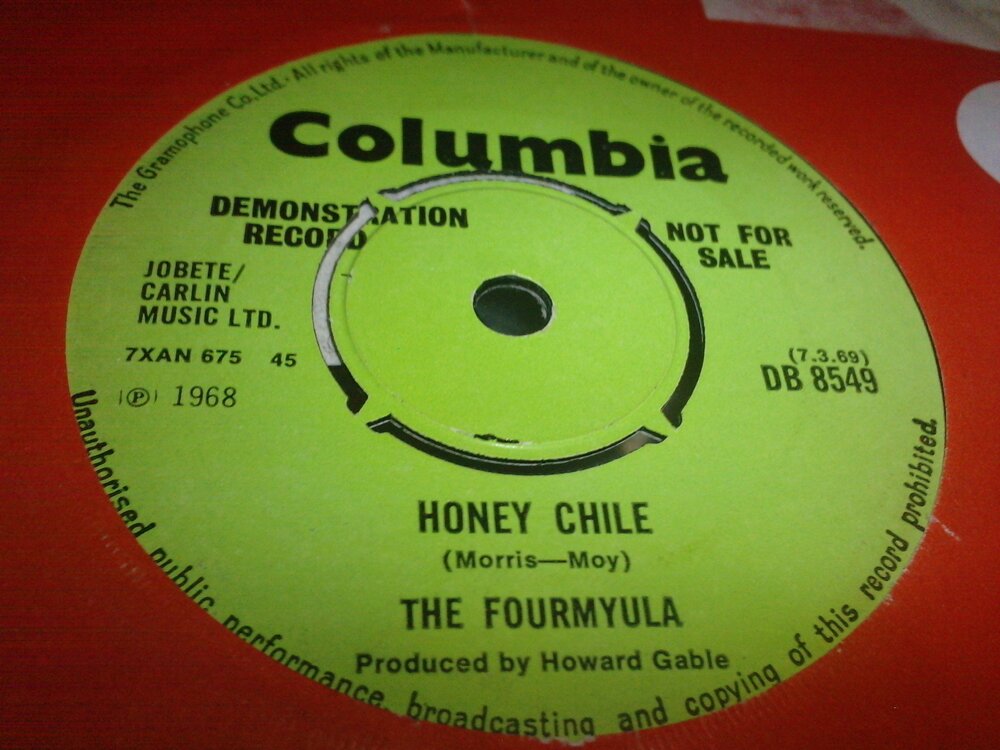 The Gramophone Co.Ltd.· All rights of the Manufacturer and of the owner of the recorded work reserved.
Columbia
DEMONSTRATION
RECORD
NOT FOR
SALE
JOBETE/
CARLIN
MUSIC LTD.
7XAN 675 45
(7.3.69)
DB 8549
Ⓟ 1968
HONEY CHILE
(Morris—Moy)
THE FOURMYULA
Produced by Howard Gable
Unauthorised public performance, broadcasting and copying of this record prohibited.